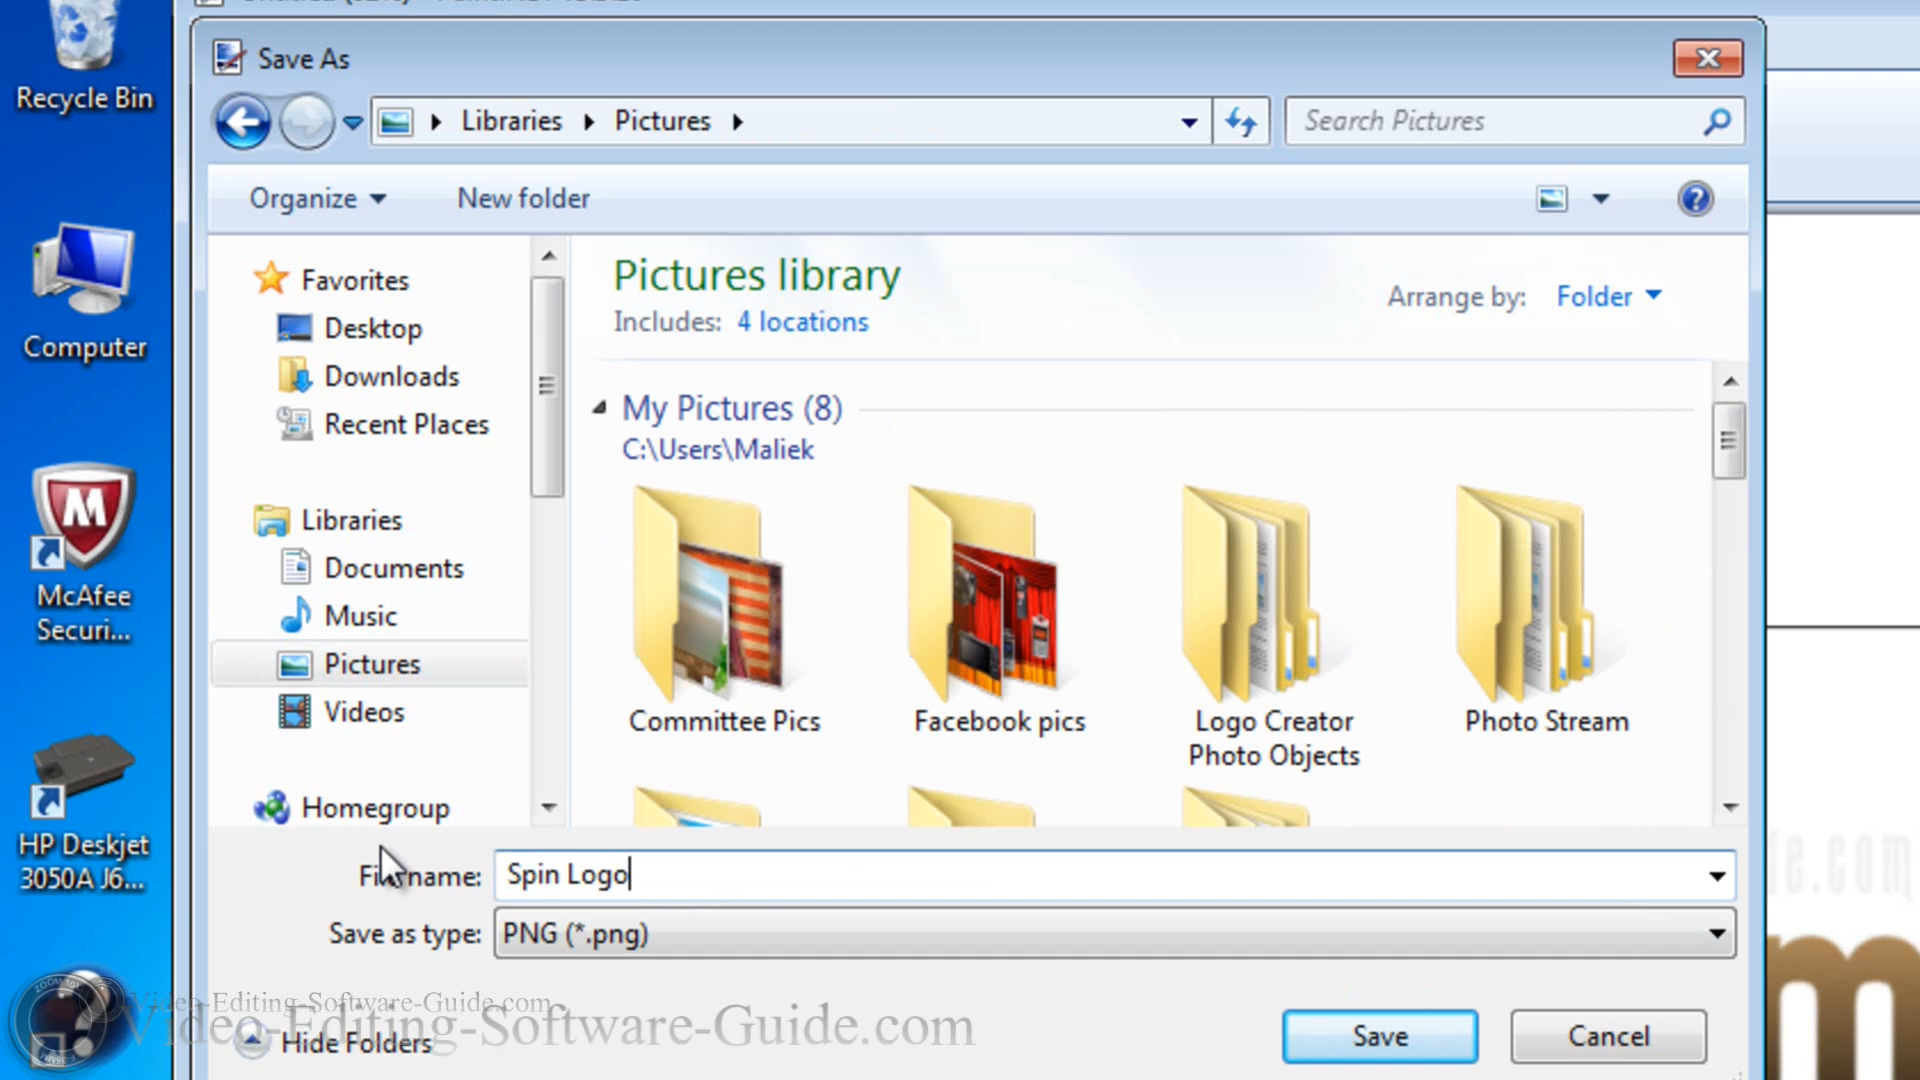 Save As
Libraries
Pictures
Search Pictures
Organize
New folder
Favorites
Desktop
Downloads
Recent Places
Libraries
Documents
Music
Pictures
Videos
Homegroup
Pictures library
Includes: 4 locations
Arrange by: Folder
My Pictures (8)
C:\Users\Maliek
Committee Pics
Facebook pics
Logo Creator
Photo Objects
Photo Stream
name:
Spin Logo
Save as type:
PNG (*.png)
Hide Folders
Save
Cancel
Recycle Bin
Computer
McAfee
Securi...
HP Deskjet
3050A J6...
Video-Editing-Software-Guide.com
Video-Editing-Software-Guide.com
e.com
m